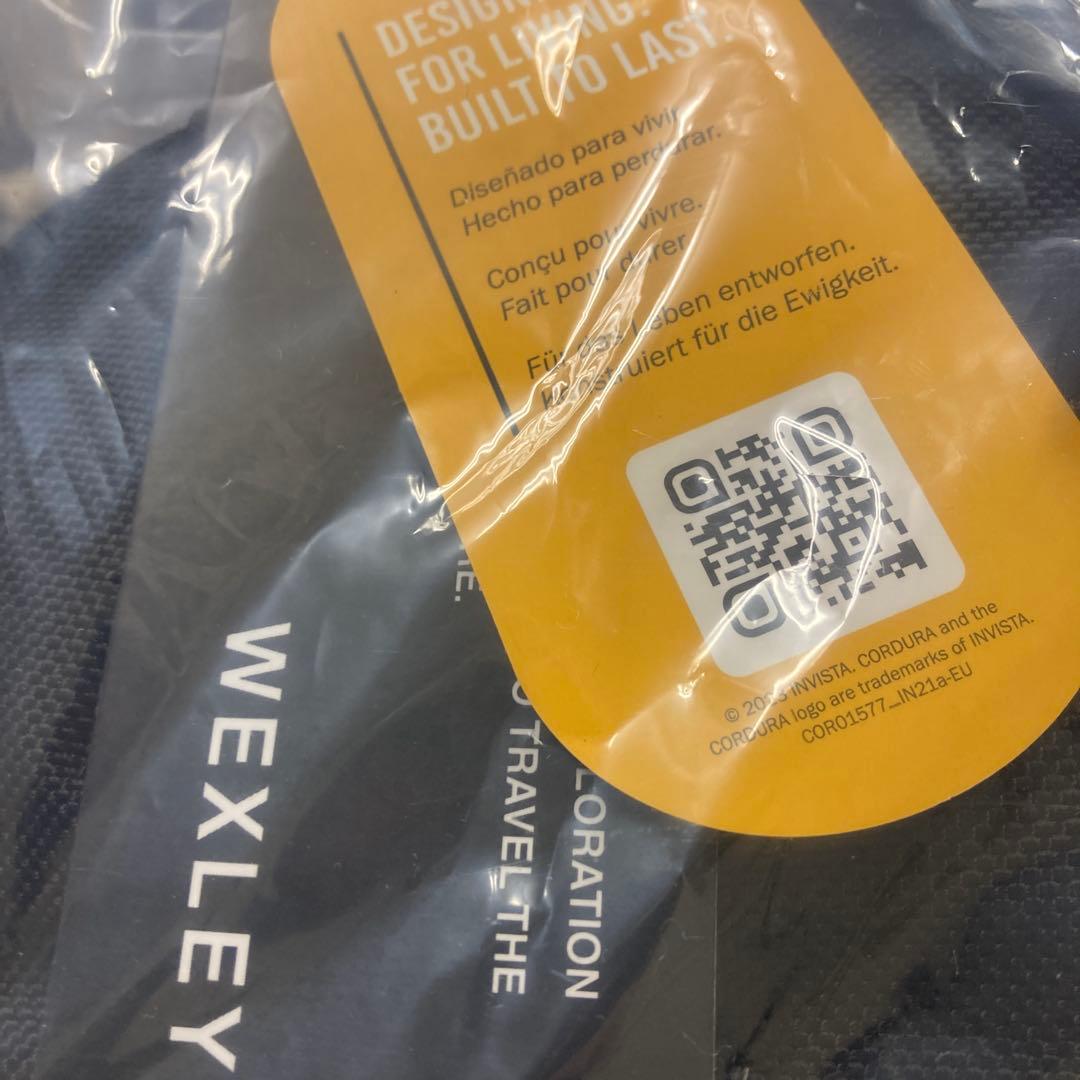 FOR LIVING.
BUILT TO LAST.
Diseñado para vivir.
Hecho para perdurar.
Conçu pour vivre.
Fait pour durer.
Für das Leben entworfen.
Konstruiert für die Ewigkeit.
INVISTA. CORDURA and the
CORDURA logo are trademarks of INVISTA.
COR01577_IN21a-EU
WEXLEY
TRAVEL THE